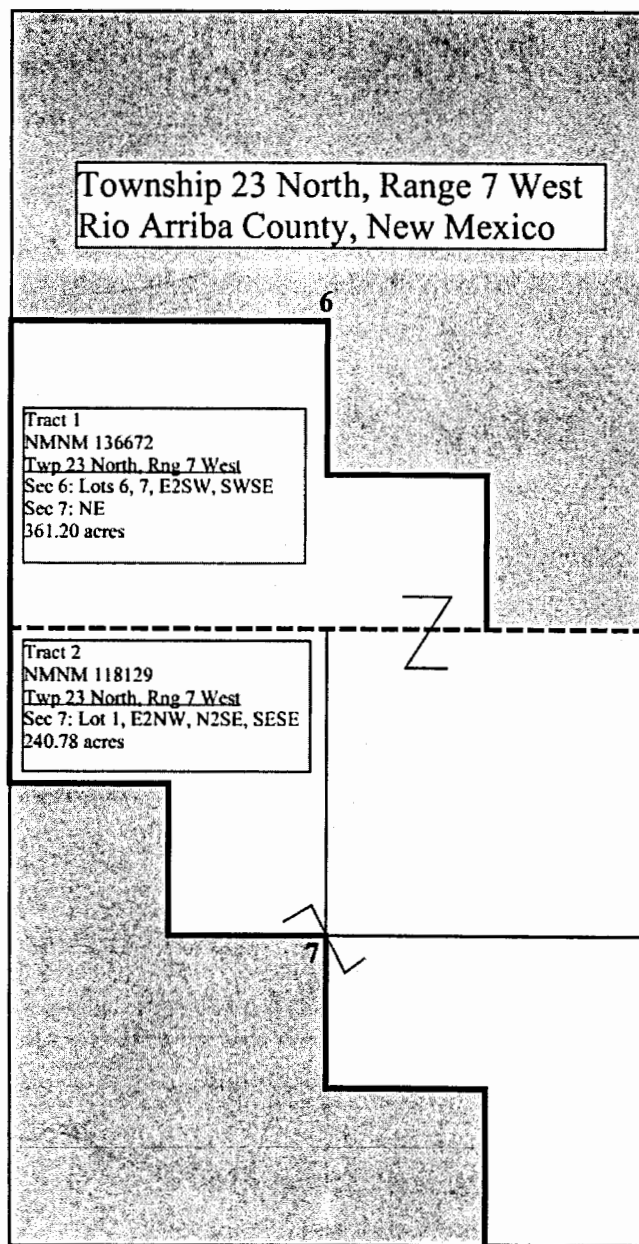 Township 23 North, Range 7 West
Rio Arriba County, New Mexico
6
Tract 1
NMNM 136672
Twp 23 North, Rng 7 West
Sec 6: Lots 6, 7, E2SW, SWSE
Sec 7: NE
361.20 acres
Tract 2
NMNM 118129
Twp 23 North, Rng 7 West
Sec 7: Lot 1, E2NW, N2SE, SESE
240.78 acres
7